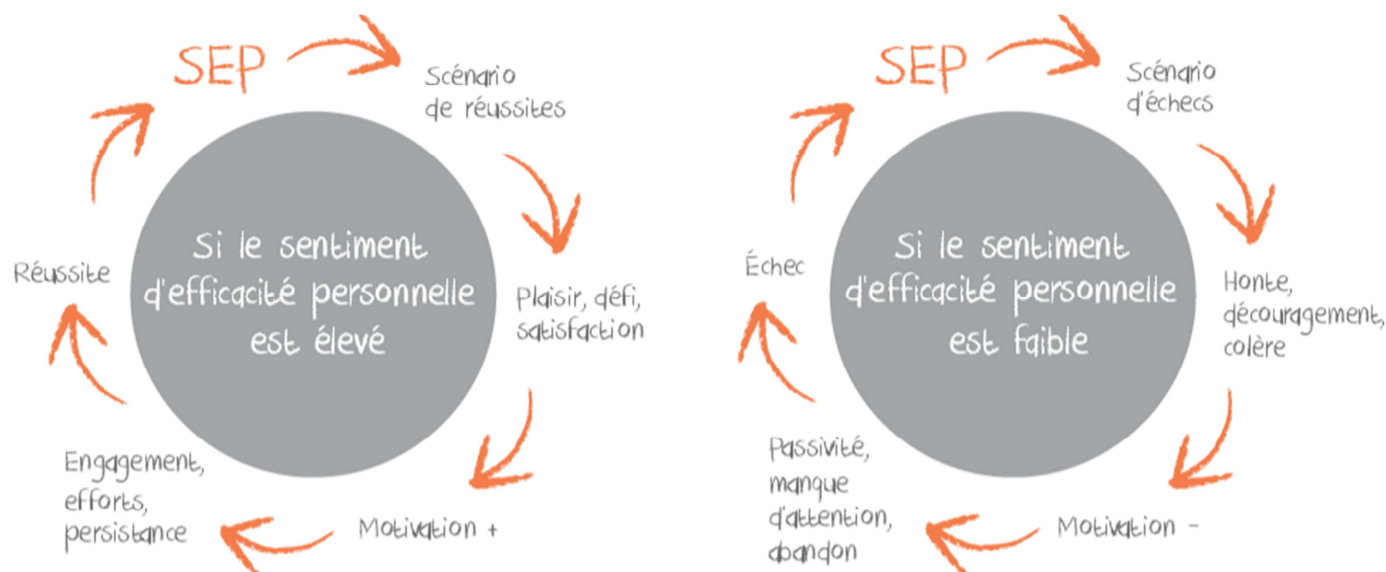 SEP
Scénario
de réussites
Plaisir, défi,
satisfaction
Motivation +
Engagement,
efforts,
persistance
Réussite
Si le sentiment
d'efficacité personnelle
est élevé
SEP
Scénario
d'échecs
Honte,
découragement,
colère
Motivation -
Passivité,
manque
d'attention,
abandon
Échec
Si le sentiment
d'efficacité personnelle
est faible